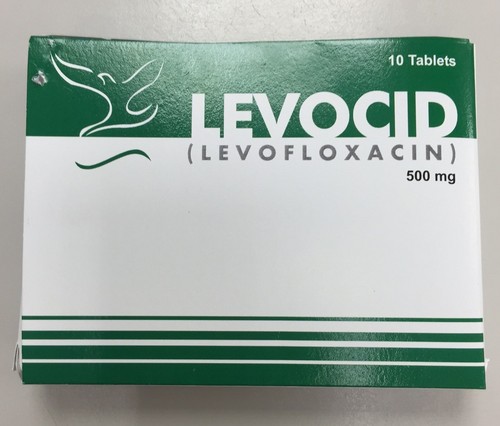 10 Tablets
LEVOCID
(LEVOFLOXACIN)
500 mg